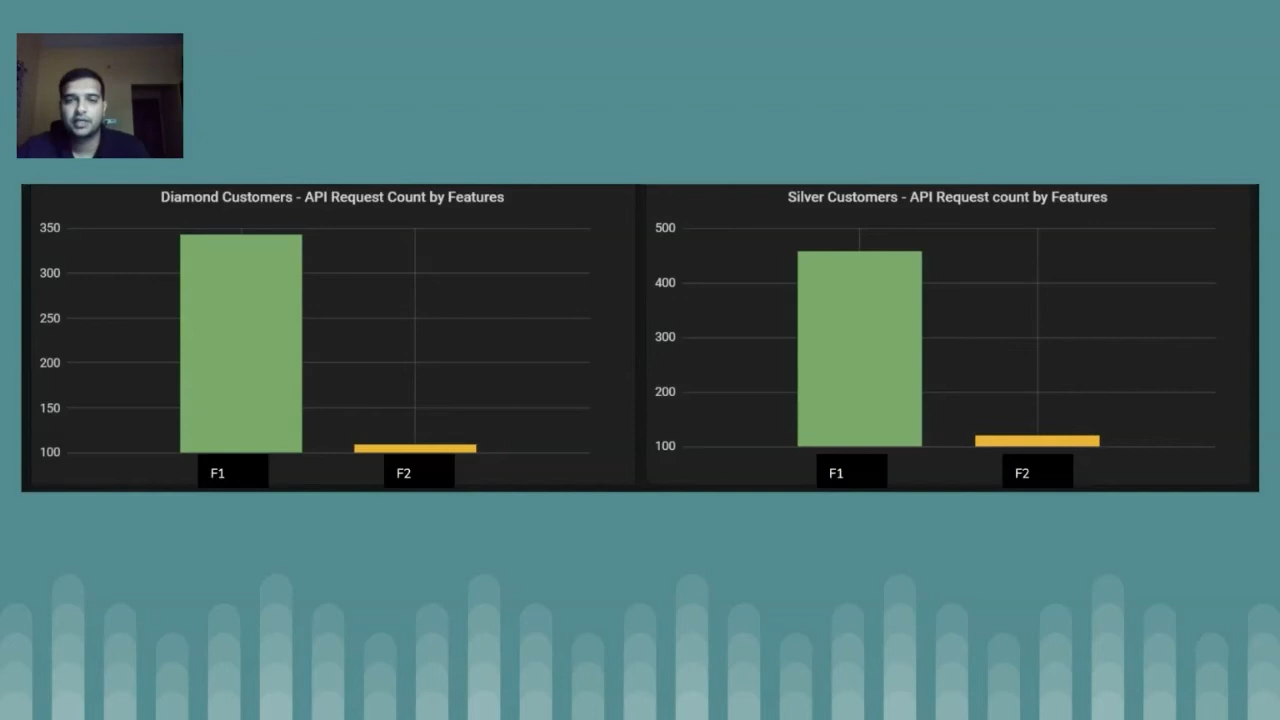 Diamond Customers - API Request Count by Features
350
300
250
200
150
100
F1 F2
Silver Customers - API Request count by Features
500
400
300
200
100
F1 F2